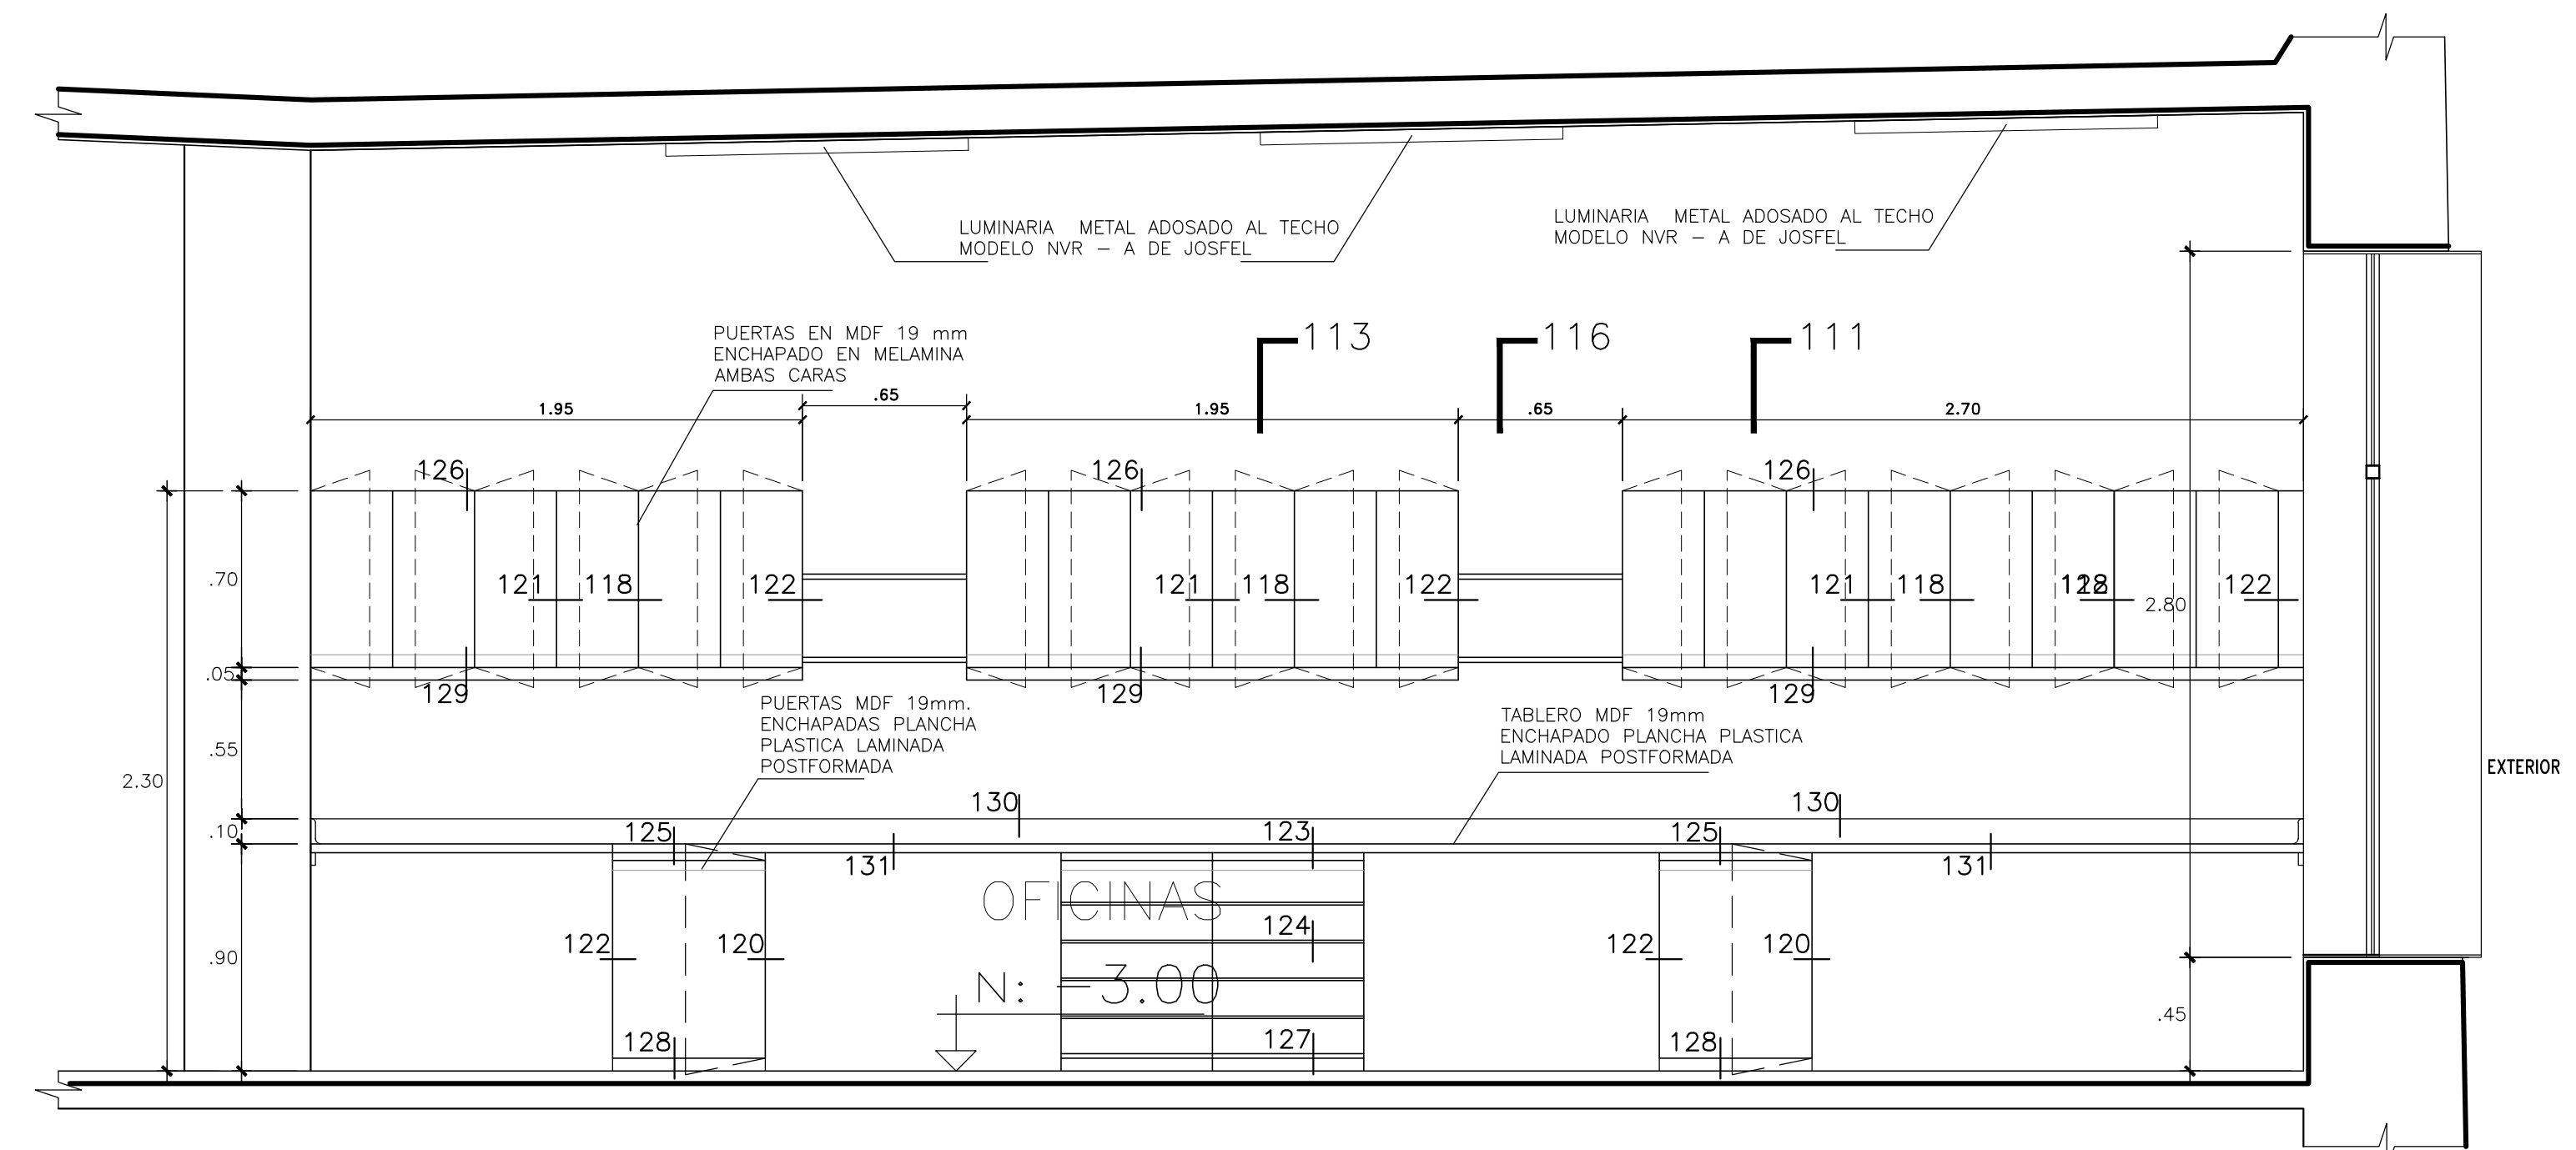 LUMINARIA  METAL ADOSADO AL TECHO
MODELO NVR – A DE JOSFEL
LUMINARIA  METAL ADOSADO AL TECHO
MODELO NVR – A DE JOSFEL
PUERTAS EN MDF 19 mm
ENCHAPADO EN MELAMINA
AMBAS CARAS
113
116
111
1.95
.65
1.95
.65
2.70
126
126
126
.70
121
118
122
121
118
122
121
118
122
2.80
.05
129
129
129
PUERTAS MDF 19mm.
ENCHAPADAS PLANCHA
PLASTICA LAMINADA
POSTFORMADA
TABLERO MDF 19mm
ENCHAPADO PLANCHA PLASTICA
LAMINADA POSTFORMADA
.55
2.30
EXTERIOR
130
130
.10
125
123
125
131
131
OFICINAS
124
122
120
122
120
.90
N: –3.00
.45
128
127
128